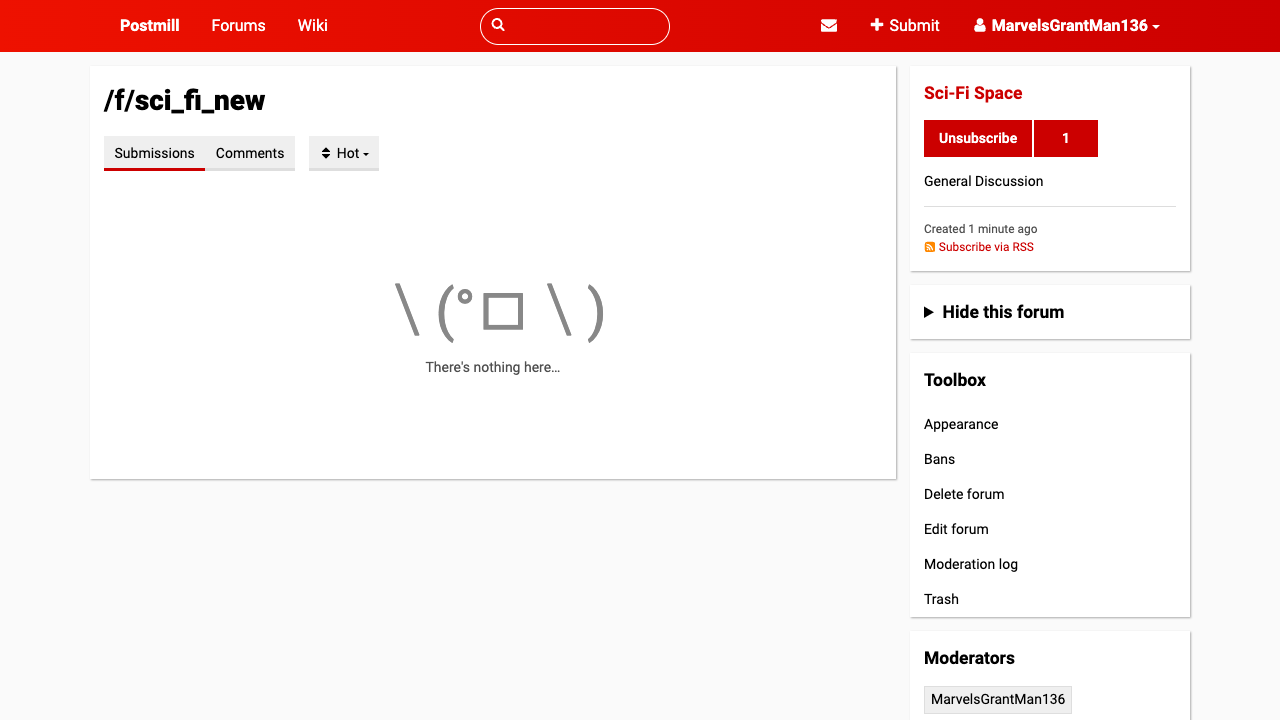 Postmill Forums Wiki Submit MarvelsGrantMan136
/f/sci_fi_new
Submissions Comments Hot
\ (°□ \ )
There's nothing here…
Sci-Fi Space
Unsubscribe 1
General Discussion
Created 1 minute ago
Subscribe via RSS
Hide this forum
Toolbox
Appearance
Bans
Delete forum
Edit forum
Moderation log
Trash
Moderators
MarvelsGrantMan136